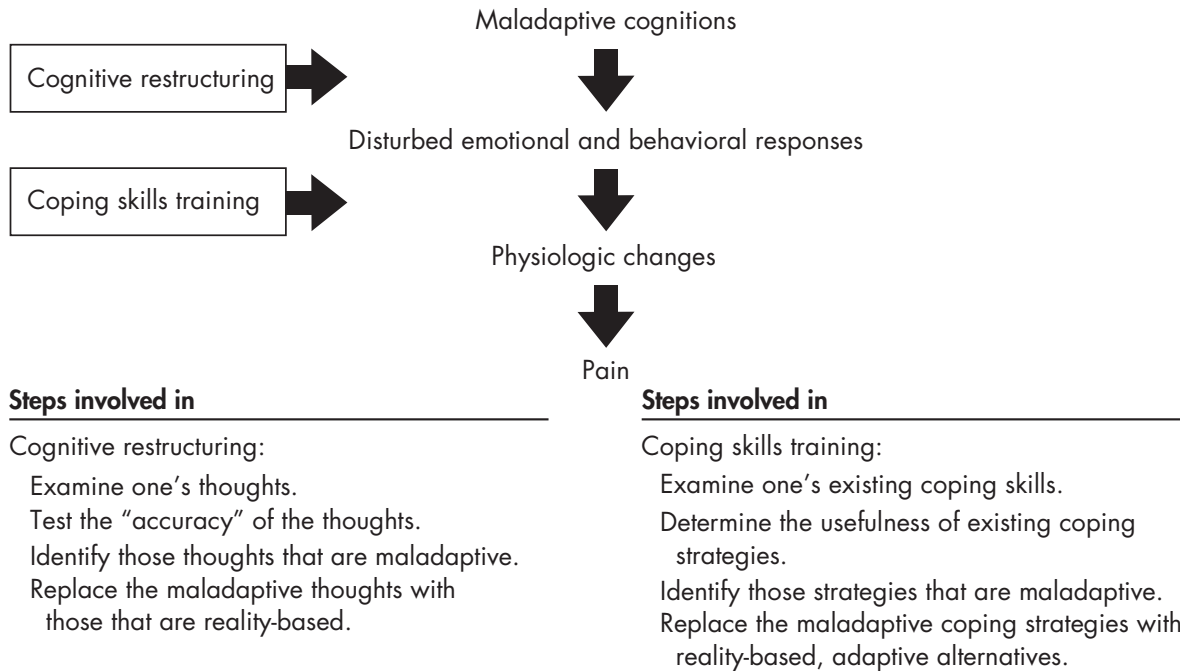 Maladaptive cognitions
Cognitive restructuring
Disturbed emotional and behavioral responses
Coping skills training
Physiologic changes
Pain
Steps involved in
Cognitive restructuring:
Examine one’s thoughts.
Test the “accuracy” of the thoughts.
Identify those thoughts that are maladaptive.
Replace the maladaptive thoughts with
those that are reality-based.
Steps involved in
Coping skills training:
Examine one’s existing coping skills.
Determine the usefulness of existing coping
strategies.
Identify those strategies that are maladaptive.
Replace the maladaptive coping strategies with
reality-based, adaptive alternatives.